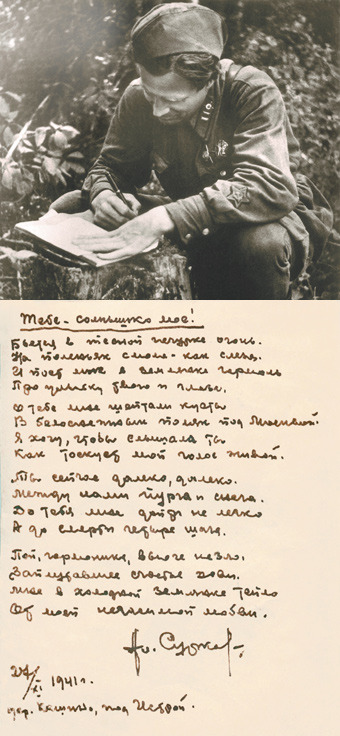 Тебе - солнышко мое!
Бьется в тесной печурке огонь.
На поленьях смола - как слеза.
И поет мне в землянке гармонь
Про улыбку твою и глаза.
О тебе мне шептали кусты
В белоснежных полях под Москвой.
Я хочу, чтобы слышала ты
Как тоскует мой голос живой.
Ты сейчас далеко, далеко.
Между нами пурга и снега.
До тебя мне дойти не легко
А до смерти четыре шага.
Пой, гармоника, вьюге назло.
Заплутавшее счастье зови.
Мне в холодной землянке тепло
От моей негасимой любви.
Ал. Сурков.
27/XI 1941 г.
дер. Кашино, под Истрой.